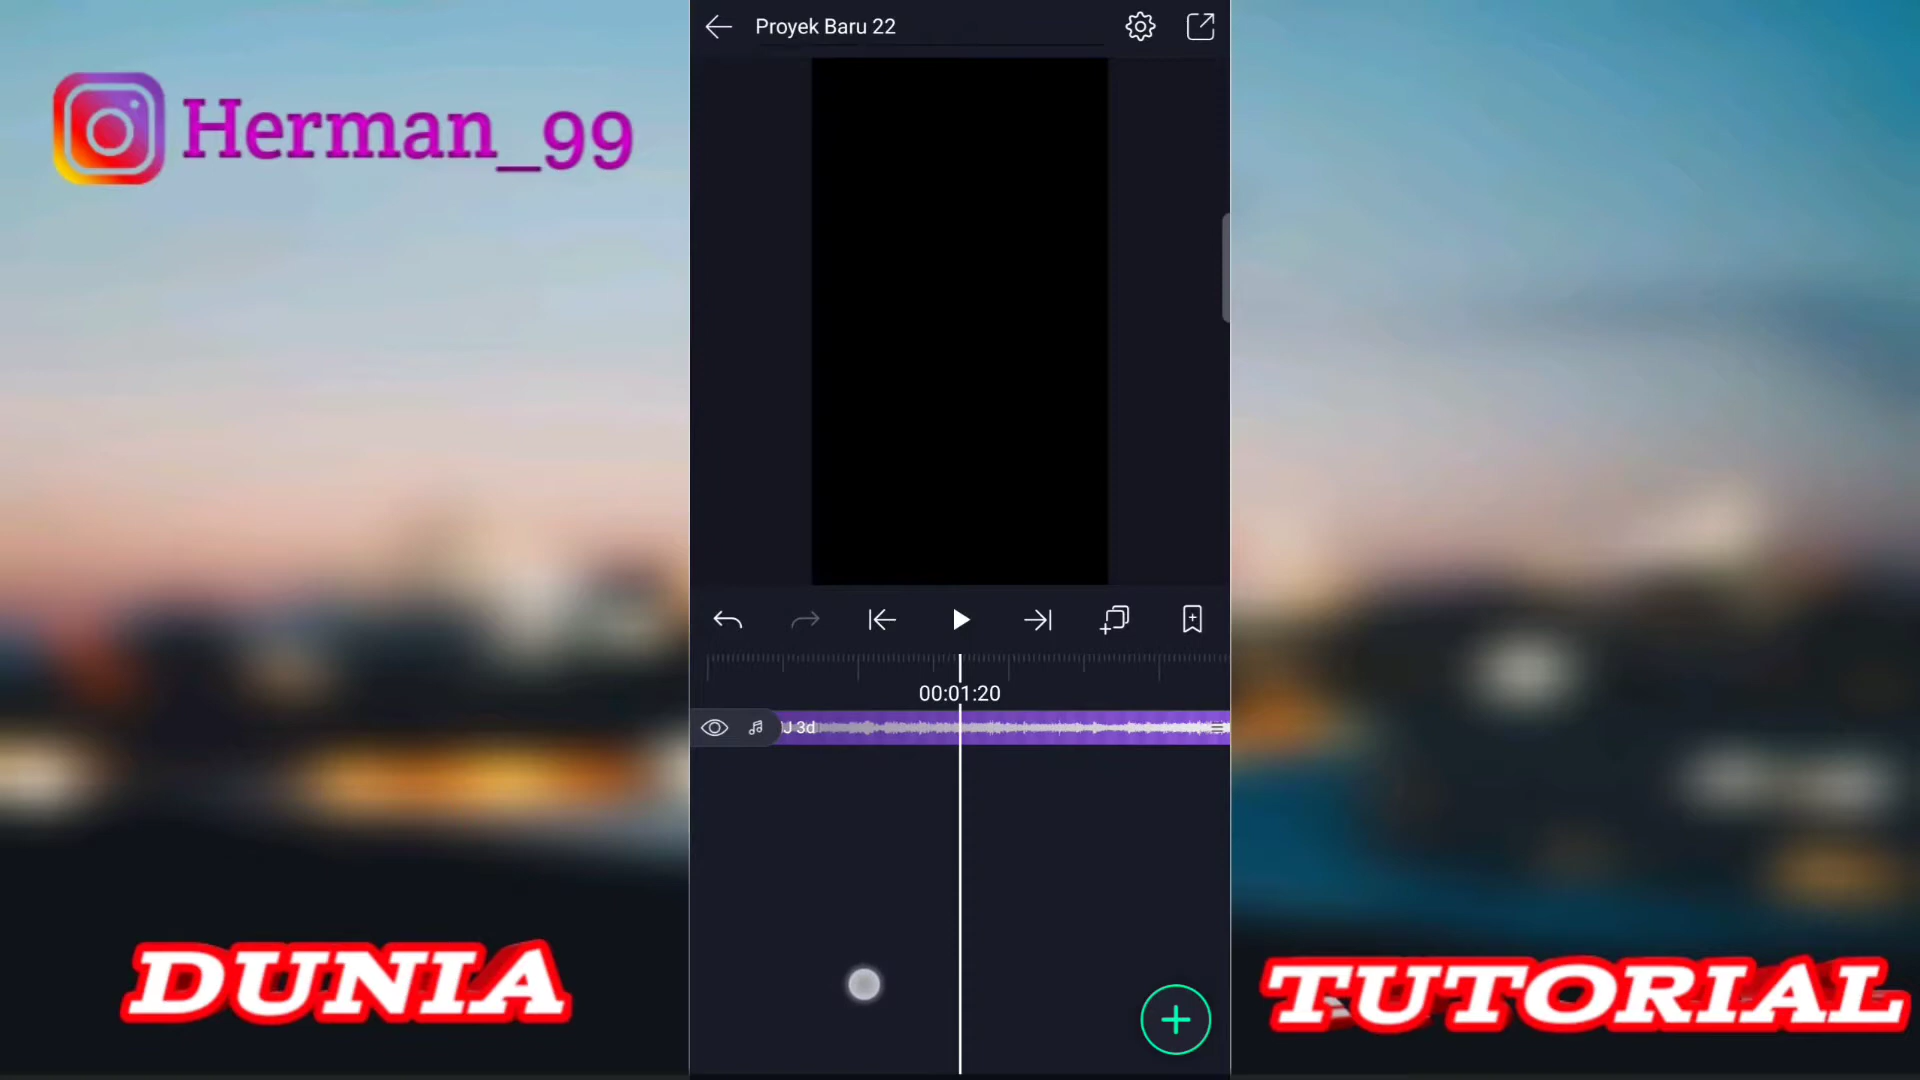 Proyek Baru 22
Herman_99
00:01:20
J 3d
DUNIA
TUTORIAL